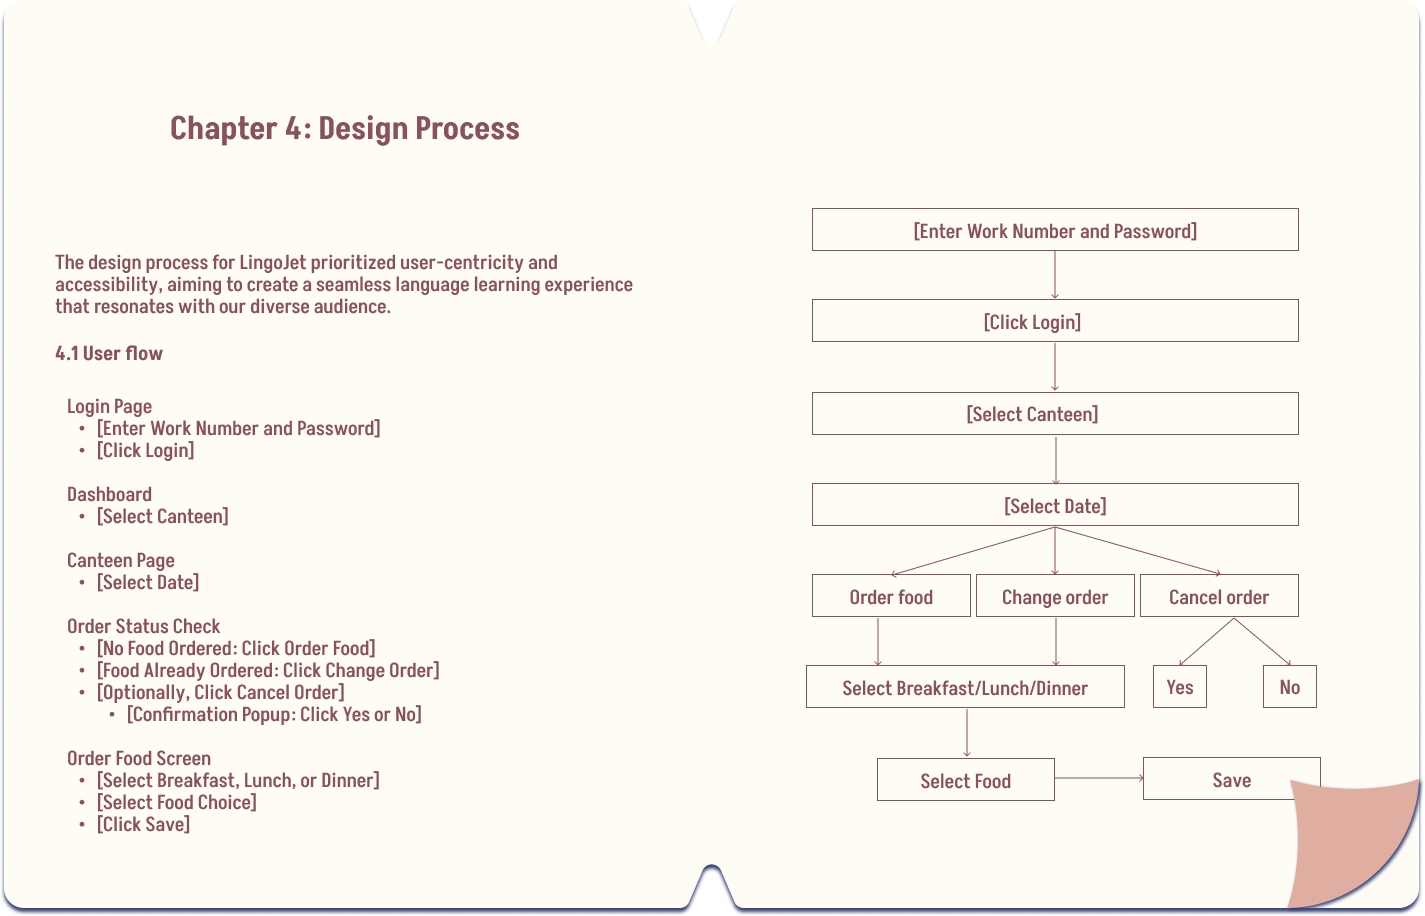 Chapter 4: Design Process
The design process for LingoJet prioritized user-centricity and
accessibility, aiming to create a seamless language learning experience
that resonates with our diverse audience.
4.1 User flow
Login Page
• [Enter Work Number and Password]
• [Click Login]
Dashboard
• [Select Canteen]
Canteen Page
• [Select Date]
Order Status Check
• [No Food Ordered: Click Order Food]
• [Food Already Ordered: Click Change Order]
• [Optionally, Click Cancel Order]
• [Confirmation Popup: Click Yes or No]
Order Food Screen
• [Select Breakfast, Lunch, or Dinner]
• [Select Food Choice]
• [Click Save]
[Enter Work Number and Password]
[Click Login]
[Select Canteen]
[Select Date]
Order food
Change order
Cancel order
Select Breakfast/Lunch/Dinner
Yes
No
Select Food
Save